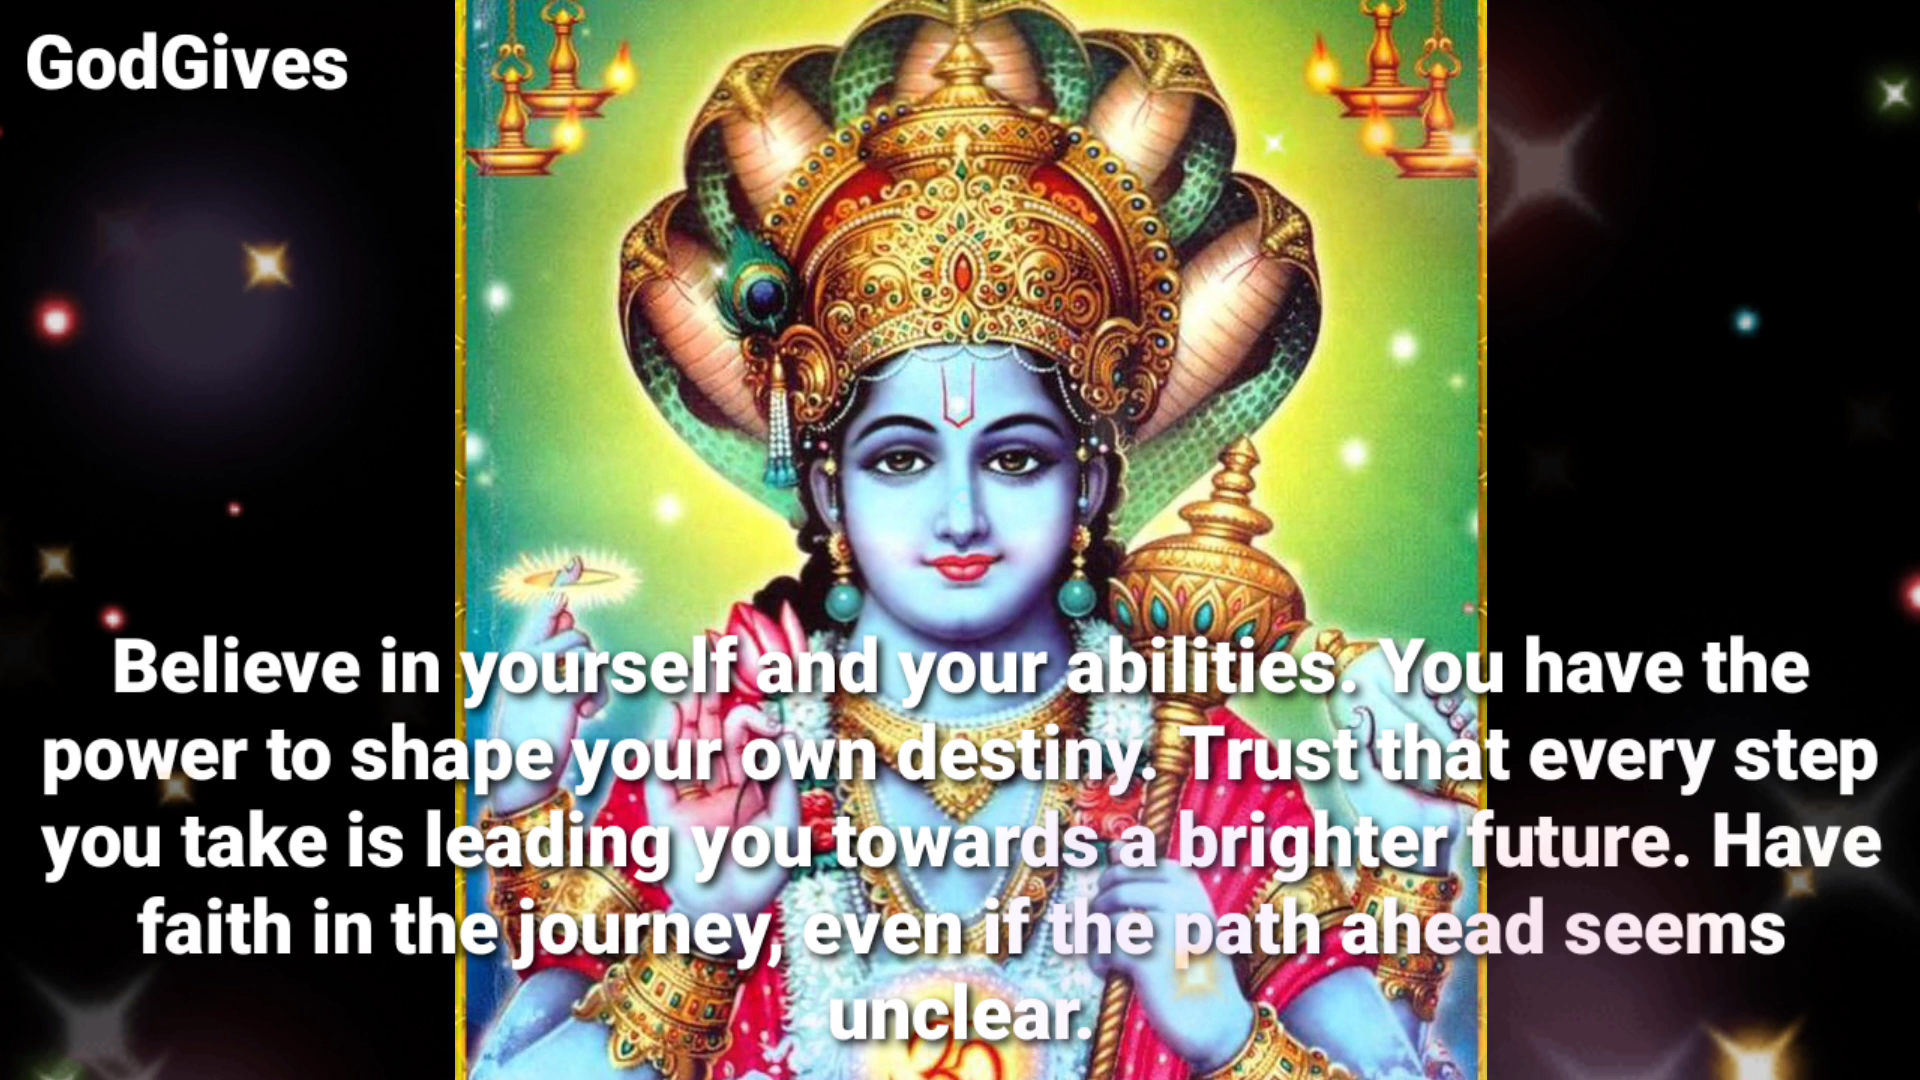 GodGives
Believe in yourself and your abilities. You have the
power to shape your own destiny. Trust that every step
you take is leading you towards a brighter future. Have
faith in the journey, even if the path ahead seems
unclear.
ॐ